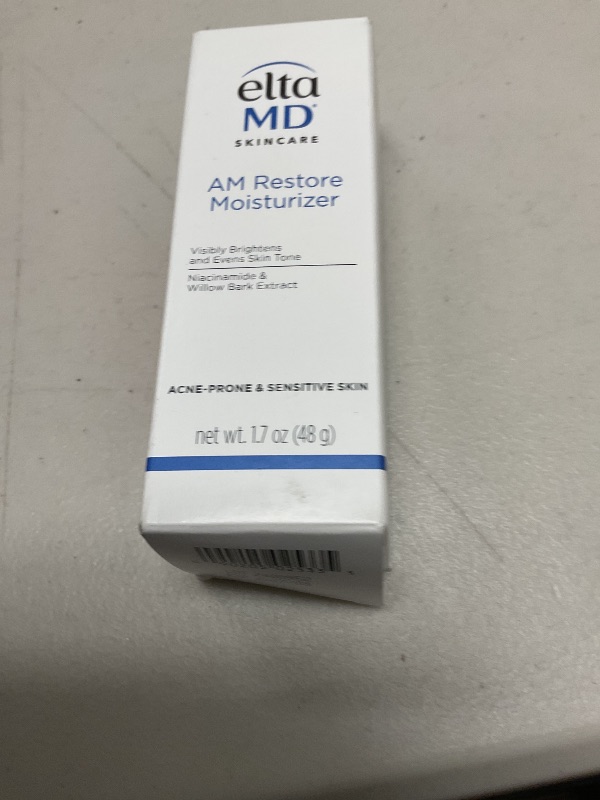 elta
MD
SKINCARE
AM Restore
Moisturizer
Visibly Brightens
and Evens Skin Tone
Niacinamide &
Willow Bark Extract
ACNE-PRONE & SENSITIVE SKIN
net wt. 1.7 oz (48 g)